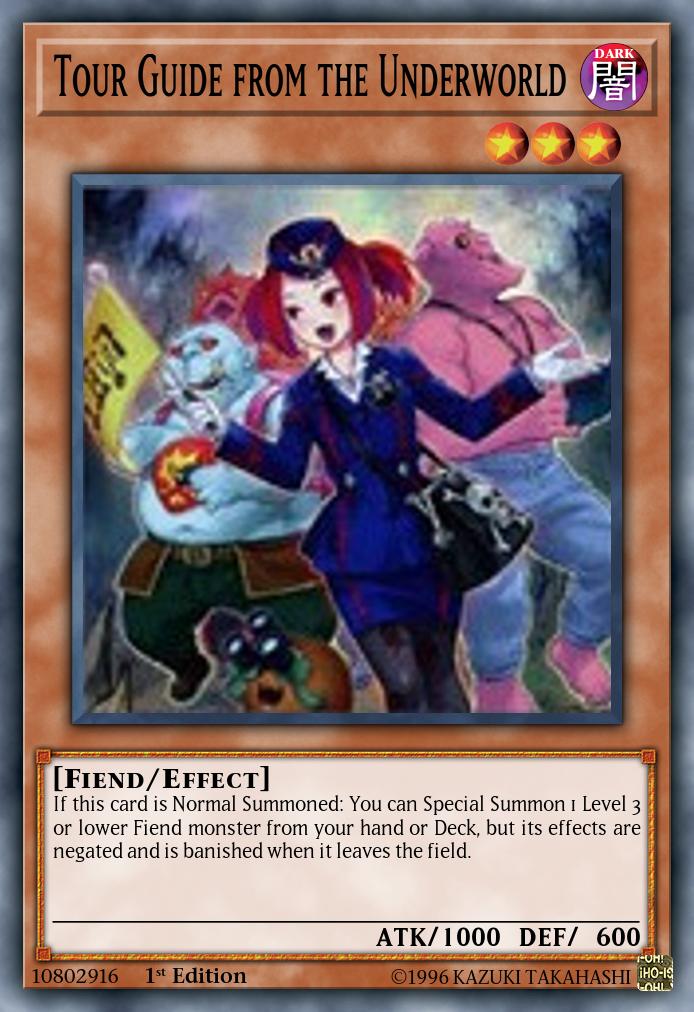 Tour Guide from the Underworld
DARK
闇
[Fiend/Effect]
If this card is Normal Summoned: You can Special Summon 1 Level 3
or lower Fiend monster from your hand or Deck, but its effects are
negated and is banished when it leaves the field.
ATK/1000 DEF/ 600
10802916 1st Edition ©1996 KAZUKI TAKAHASHI